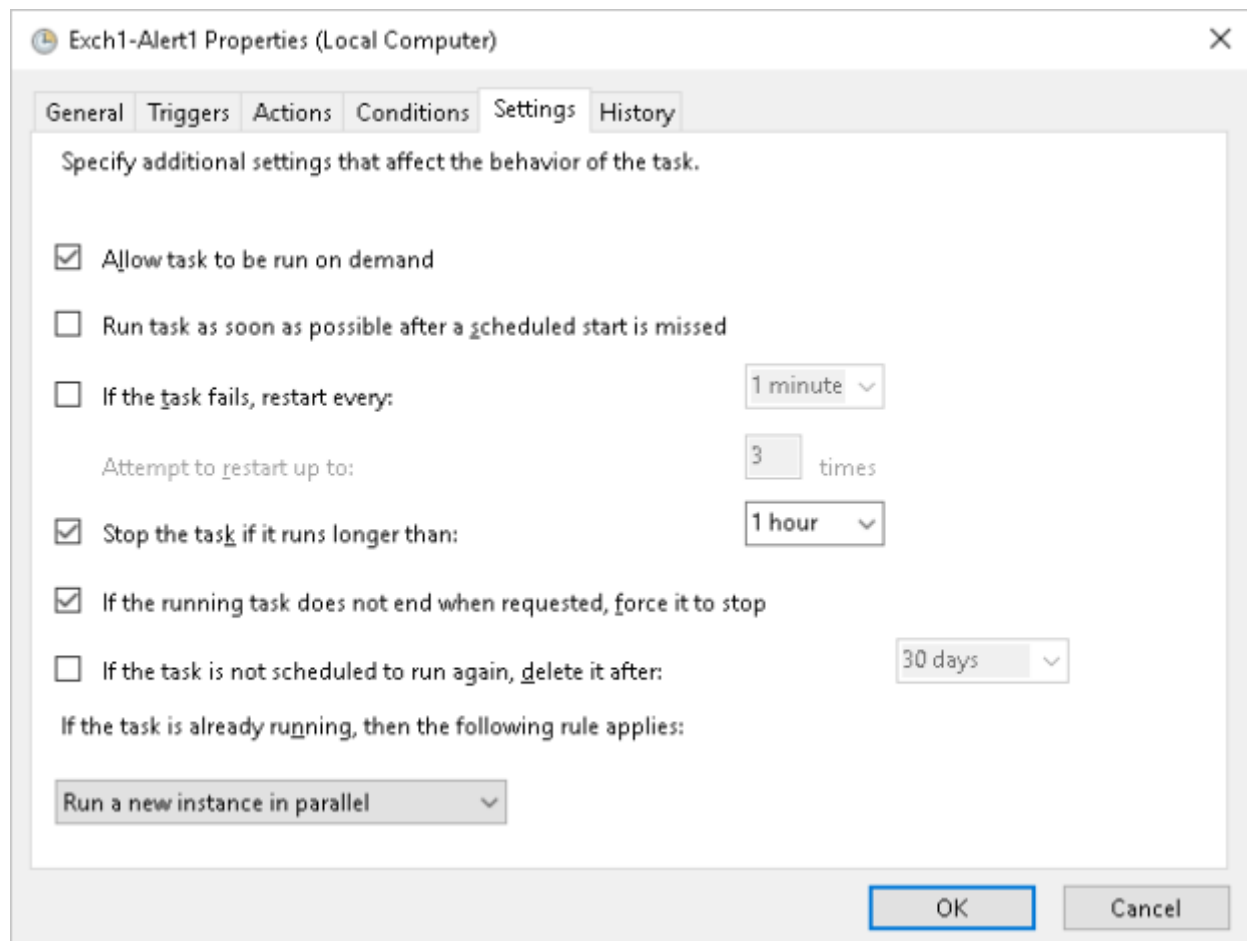 Exch1-Alert1 Properties (Local Computer)
General Triggers Actions Conditions Settings History
Specify additional settings that affect the behavior of the task.
Allow task to be run on demand
Run task as soon as possible after a scheduled start is missed
If the task fails, restart every: 1 minute
Attempt to restart up to: 3 times
Stop the task if it runs longer than: 1 hour
If the running task does not end when requested, force it to stop
If the task is not scheduled to run again, delete it after: 30 days
If the task is already running, then the following rule applies:
Run a new instance in parallel
OK Cancel